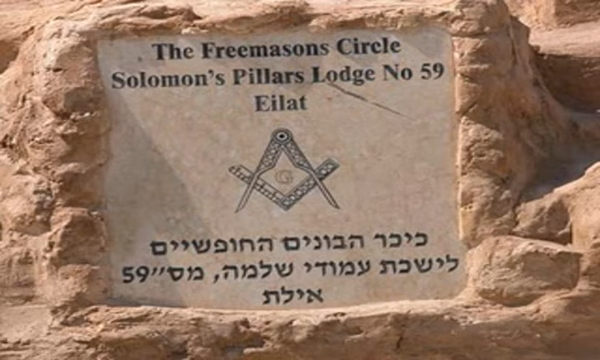 The Freemasons Circle
Solomon's Pillars Lodge No 59
Eilat
G
כיכר הבונים החופשיים
לישכת עמודי שלמה, מס״59
אילת